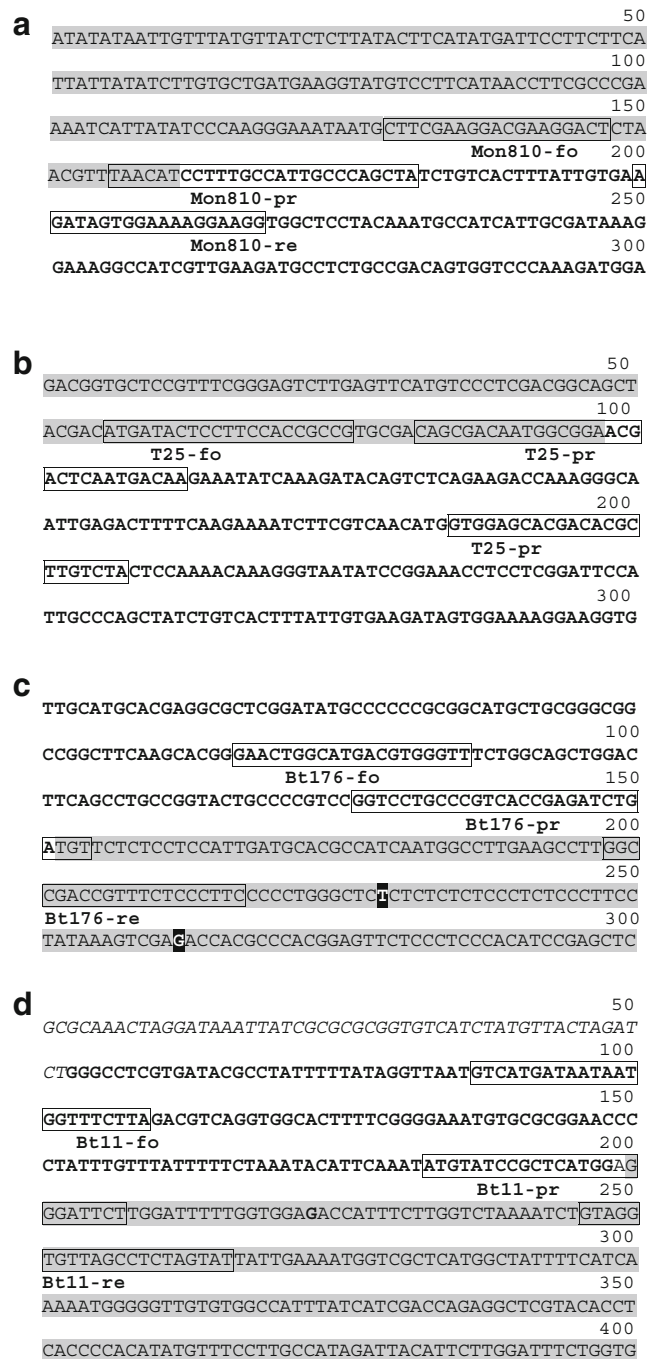 a
50
ATATATAATTGTTTATGTTATCTCTTATACTTCATATGATTCCTTCTTCA
100
TTATTATATCTTGTGCTGATGAAGGTATGTCCTTCATAACCTTCGCCCGA
150
AAATCATTATATCCCAAGGGAAATAATGCTTCGAAGGACGAAGGACTCTA
Mon810-fo 200
ACGTTTAACATCCTTTGCCATTGCCCAGCTATCTGTCACTTTATTGTGAA
Mon810-pr 250
GATAGTGGAAAAGGAAGGTGGCTCCTACAAATGCCATCATTGCGATAAAG
Mon810-re 300
GAAAGGCCATCGTTGAAGATGCCTCTGCCGACAGTGGTCCCAAAGATGGA
b
50
GACGGTGCTCCGTTTCGGGAGTCTTGAGTTCATGTCCCTCGACGGCAGCT
100
ACGACATGATACTCCTTCCACCGCCGTGCGACAGCGACAATGGCGGAACG
T25-fo T25-pr
ACTCAATGACAAGAAATATCAAAGATACAGTCTCAGAAGACCAAAGGGCA
200
ATTGAGACTTTTCAAGAAAATCTTCGTCAACATGGTGGAGCACGACACGC
T25-pr
TTGTCTACTCCAAAACAAAGGGTAATATCCGGAAACCTCCTCGGATTCCA
300
TTGCCCAGCTATCTGTCACTTTATTGTGAAGATAGTGGAAAAGGAAGGTG
c
TTGCATGCACGAGGCGCTCGGATATGCCCCCCGCGGCATGCTGCGGGCGG
100
CCGGCTTCAAGCACGGGAACTGGCATGACGTGGGTTTCTGGCAGCTGGAC
Bt176-fo 150
TTCAGCCTGCCGGTACTGCCCCGTCCGGTCCTGCCCGTCACCGAGATCTG
Bt176-pr 200
ATGTTCTCTCCTCCATTGATGCACGCCATCAATGGCCTTGAAGCCTTGGC
250
CGACCGTTTCTCCCTTCCCCCTGGGCTCTCTCTCTCTCCCTCTCCCTTCC
Bt176-re 300
TATAAAGTCGAGACCACGCCCACGGAGTTCTCCCTCCCACATCCGAGCTC
d
50
GCGCAAACTAGGATAAATTATCGCGCGCGGTGTCATCTATGTTACTAGAT
100
CTGGGCCTCGTGATACGCCTATTTTTATAGGTTAATGTCATGATAATAAT
150
GGTTTCTTAGACGTCAGGTGGCACTTTTCGGGGAAATGTGCGCGGAACCC
Bt11-fo 200
CTATTTGTTTATTTTTCTAAATACATTCAAATATGTATCCGCTCATGGAG
Bt11-pr 250
GGATTCTTGGATTTTTGGTGGAGACCATTTCTTGGTCTAAAATCTGTAGG
300
TGTTAGCCTCTAGTATTATTGAAAATGGTCGCTCATGGCTATTTTCATCA
Bt11-re 350
AAAATGGGGGTTGTGTGGCCATTTATCATCGACCAGAGGCTCGTACACCT
400
CACCCCACATATGTTTCCTTGCCATAGATTACATTCTTGGATTTCTGGTG